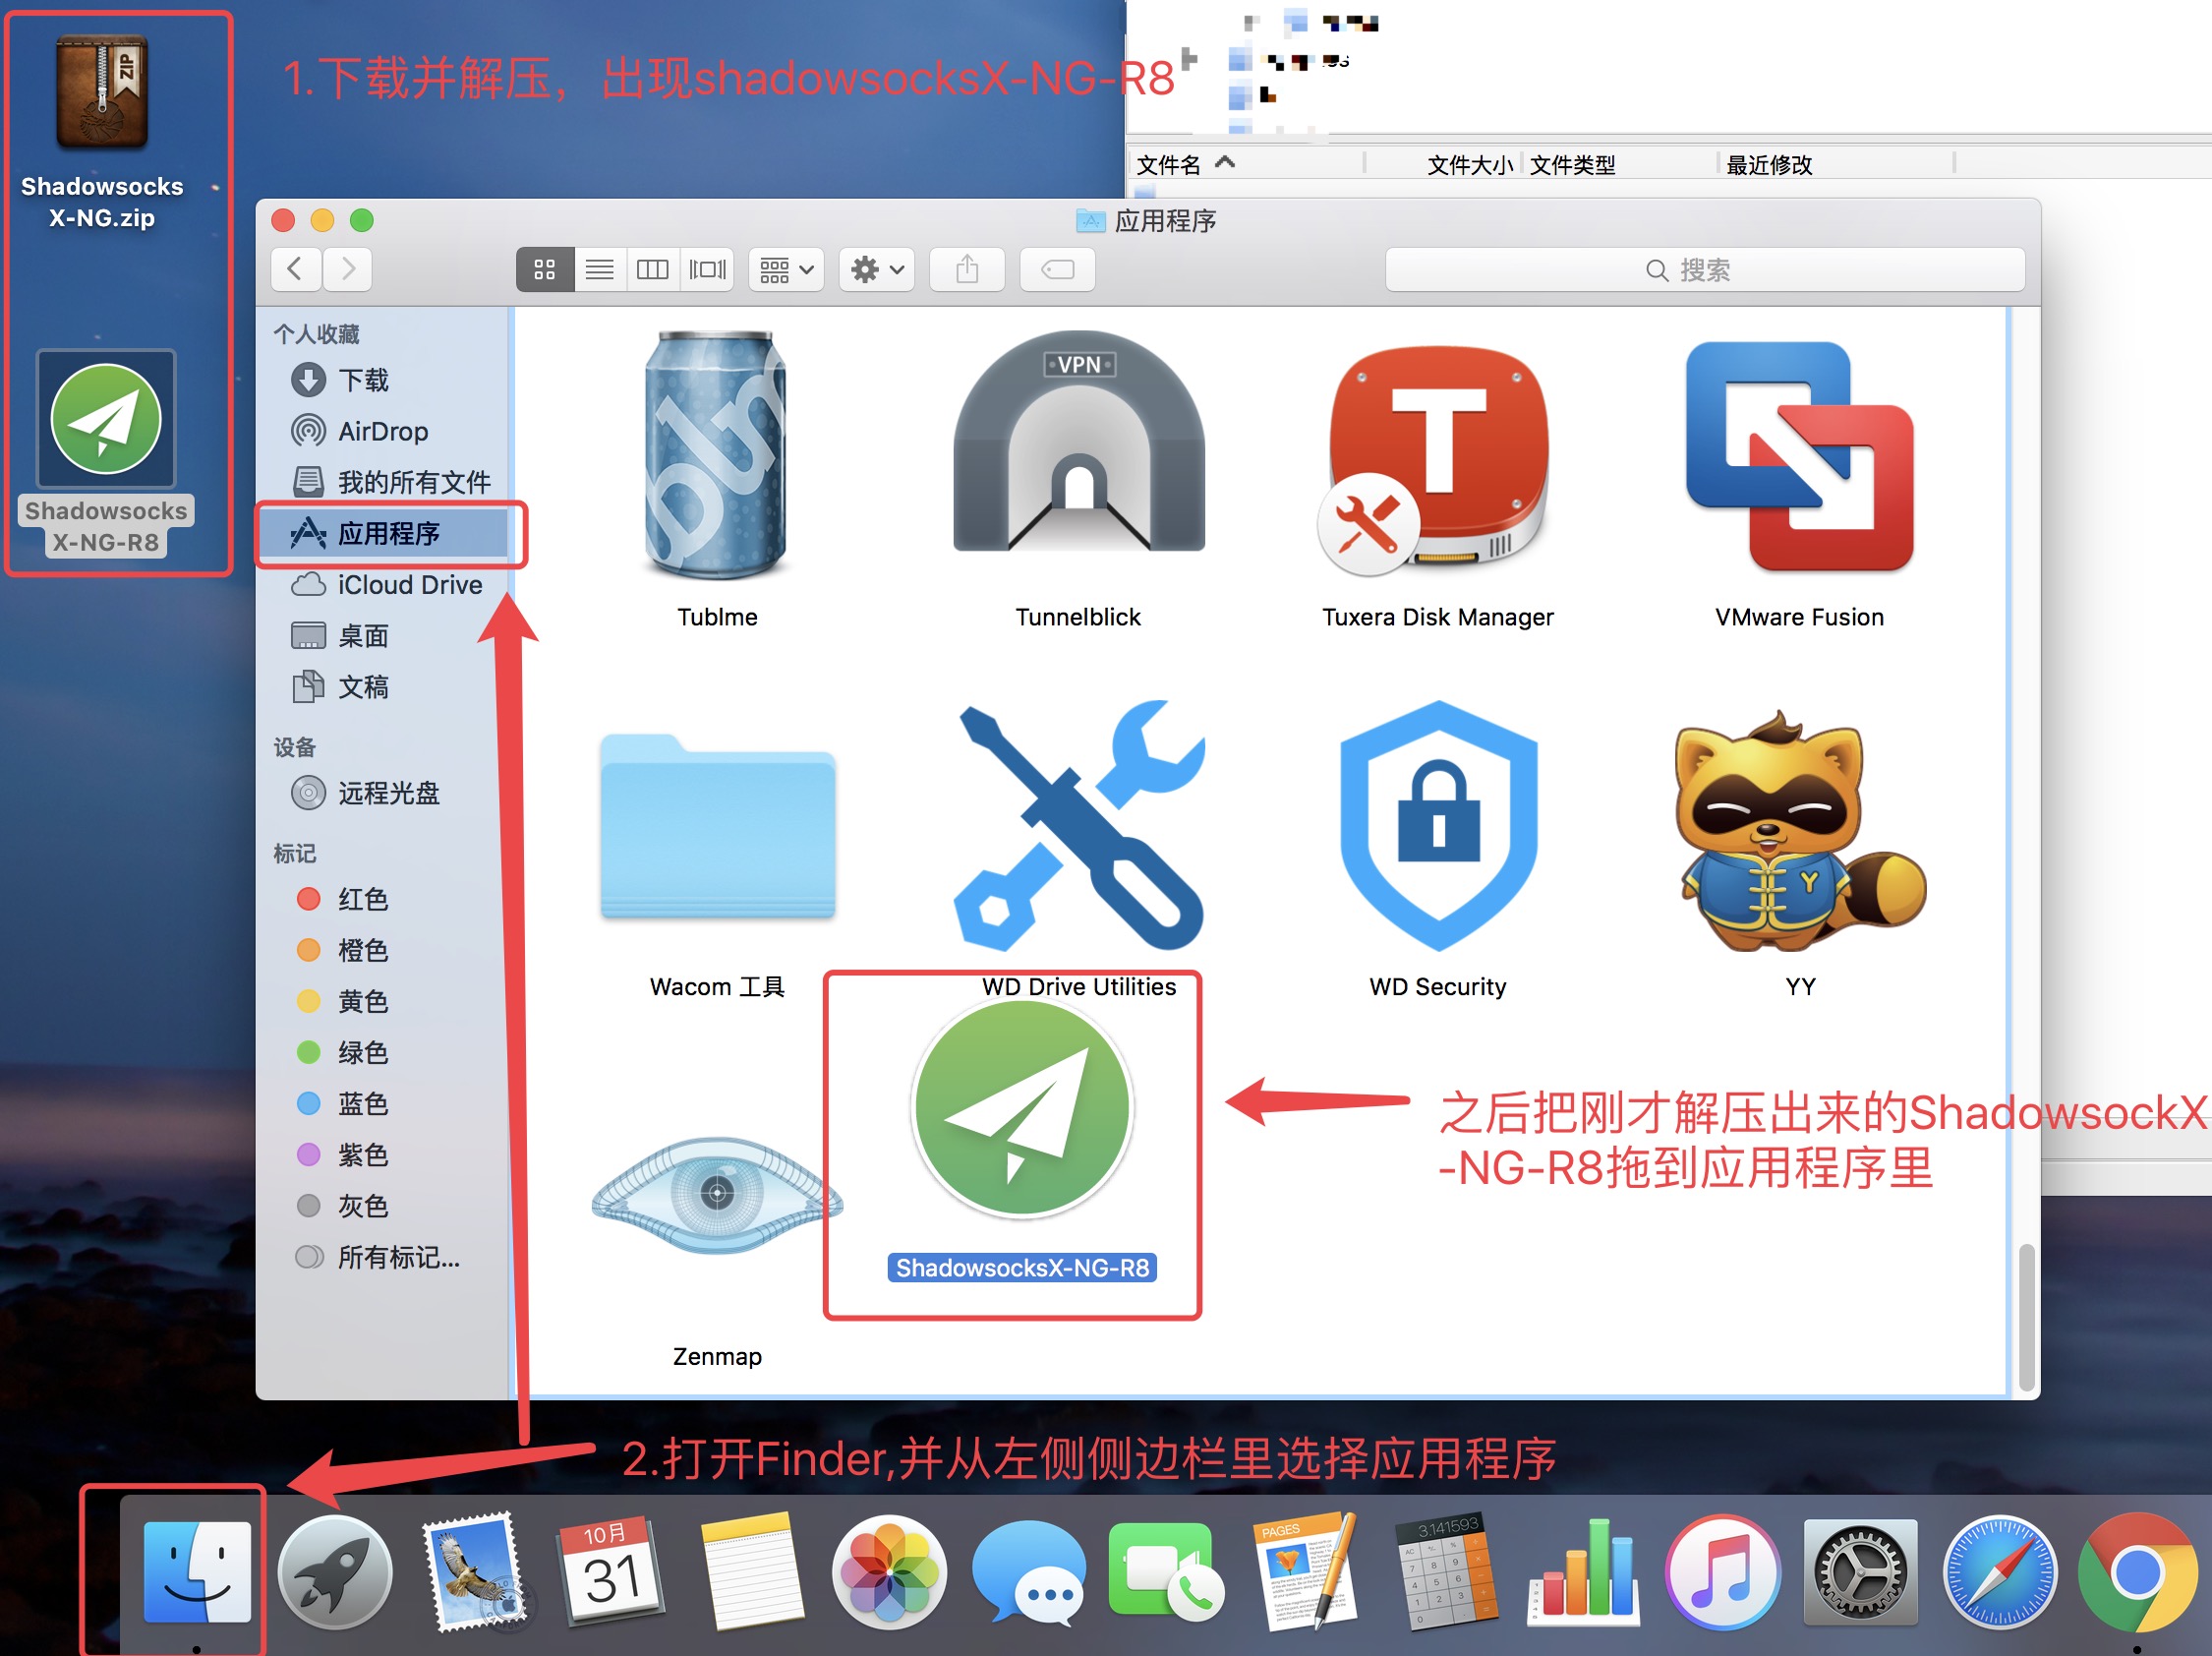 ZIP
Shadowsocks
X-NG.zip
Shadowsocks
X-NG-R8
1.下载并解压，出现shadowsocksX-NG-R8
文件名
文件大小
文件类型
最近修改
应用程序
搜索
个人收藏
下载
AirDrop
我的所有文件
应用程序
iCloud Drive
桌面
文稿
设备
远程光盘
标记
红色
橙色
黄色
绿色
蓝色
紫色
灰色
所有标记...
VPN
T
Tublme
Tunnelblick
Tuxera Disk Manager
VMware Fusion
Y
Wacom 工具
WD Drive Utilities
WD Security
YY
ShadowsocksX-NG-R8
Zenmap
之后把刚才解压出来的ShadowsockX
-NG-R8拖到应用程序里
2.打开Finder,并从左侧侧边栏里选择应用程序
10月
31
PAGES
3.141593